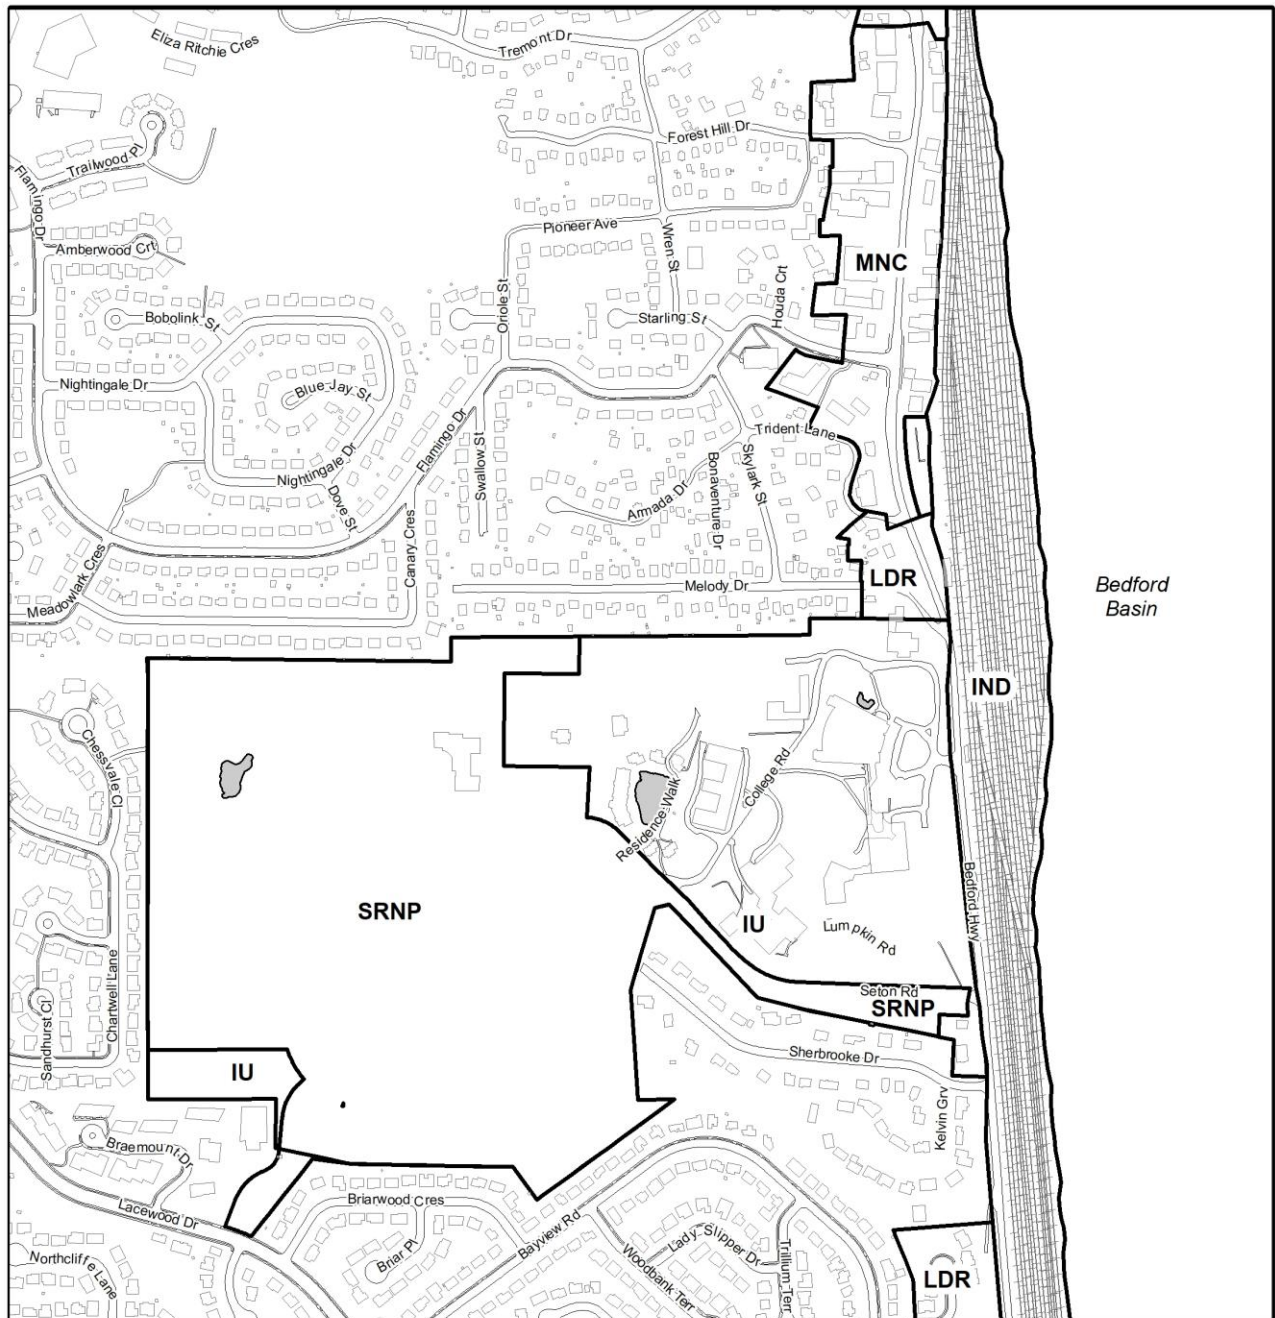 Eliza Ritchie Cres
Tremont Dr
Forest Hill Dr
Trailwood Pl
Flamingo Dr
Pioneer Ave
Amberwood Crt
Wren St
MNC
Houda Crt
Oriole St
Bobolink St
Starling St
Nightingale Dr
Blue Jay St
Flamingo Dr
Trident Lane
Swallow St
Nightingale Dr
Skylark St
Bonaventure Dr
Armada Dr
Dove St
Canary Cres
Meadowlark Cres
Melody Dr
LDR
Bedford
Basin
IND
Chessvale Cl
College Rd
Residence Walk
Bedford Hwy
SRNP
IU
Lumpkin Rd
Chartwell Lane
Seton Rd
SRNP
Sandhurst Cl
Sherbrooke Dr
IU
Kelvin Grv
Braemount Dr
Briarwood Cres
Lacewood Dr
Bayview Rd
Lady Slipper Dr
Briar Pl
Woodbank Terr
Trillium Terr
Northcliffe Lane
LDR